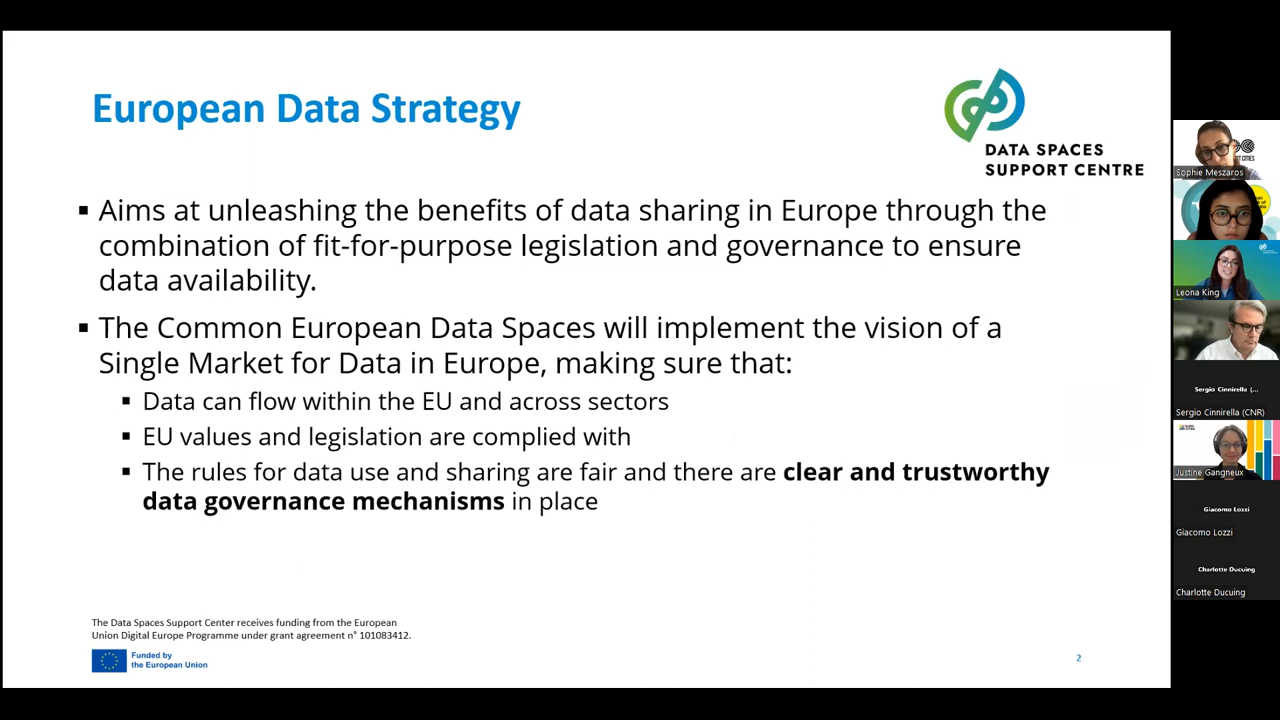 European Data Strategy
DATA SPACES
SUPPORT CENTRE
▪ Aims at unleashing the benefits of data sharing in Europe through the
combination of fit-for-purpose legislation and governance to ensure
data availability.
▪ The Common European Data Spaces will implement the vision of a
Single Market for Data in Europe, making sure that:
▪ Data can flow within the EU and across sectors
▪ EU values and legislation are complied with
▪ The rules for data use and sharing are fair and there are clear and trustworthy
data governance mechanisms in place
The Data Spaces Support Center receives funding from the European
Union Digital Europe Programme under grant agreement n° 101083412.
Funded by
the European Union
2
Sophie Meszaros
Leona King
Sergio Cinnirella (...
Sergio Cinnirella (CNR)
Justine Gangneux
Giacomo Lozzi
Giacomo Lozzi
Charlotte Ducuing
Charlotte Ducuing